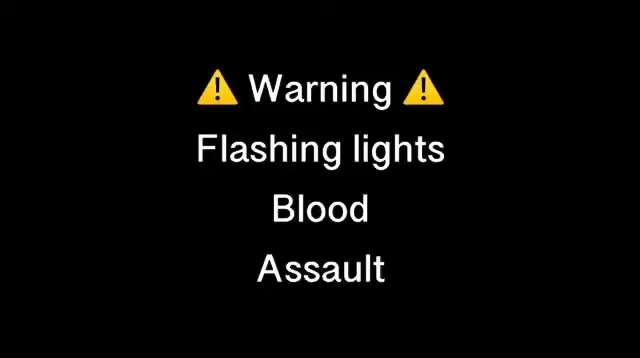 ⚠️ Warning ⚠️
Flashing lights
Blood
Assault